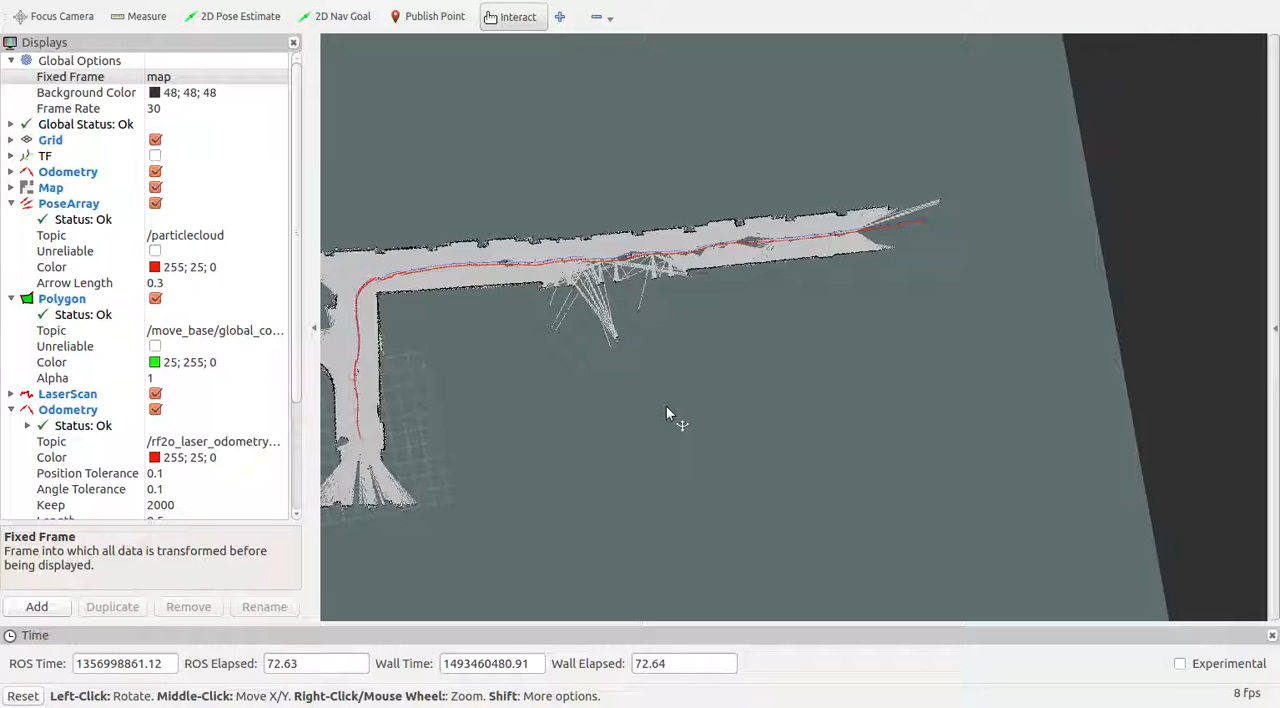 Focus Camera Measure 2D Pose Estimate 2D Nav Goal Publish Point Interact
Displays
Global Options
Fixed Frame map
Background Color 48; 48; 48
Frame Rate 30
Global Status: Ok
Grid
TF
Odometry
Map
PoseArray
Status: Ok
Topic /particlecloud
Unreliable
Color 255; 25; 0
Arrow Length 0.3
Polygon
Status: Ok
Topic /move_base/global_co...
Unreliable
Color 25; 255; 0
Alpha 1
LaserScan
Odometry
Status: Ok
Topic /rf2o_laser_odometry...
Color 255; 25; 0
Position Tolerance 0.1
Angle Tolerance 0.1
Keep 2000
Fixed Frame
Frame into which all data is transformed before
being displayed.
Add Duplicate Remove Rename
Time
ROS Time: 1356998861.12 ROS Elapsed: 72.63 Wall Time: 1493460480.91 Wall Elapsed: 72.64 Experimental
Reset Left-Click: Rotate. Middle-Click: Move X/Y. Right-Click/Mouse Wheel:: Zoom. Shift: More options. 8 fps